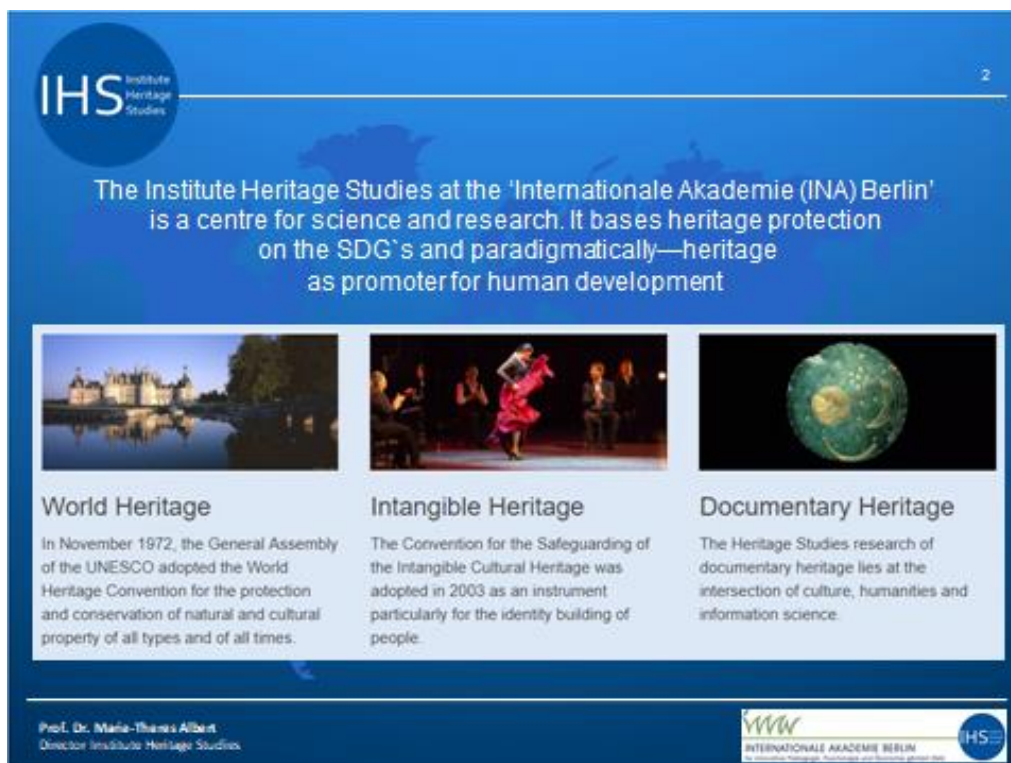 IHS Institute
Heritage
Studies
2
The Institute Heritage Studies at the ‘Internationale Akademie (INA) Berlin’
is a centre for science and research. It bases heritage protection
on the SDG`s and paradigmatically—heritage
as promoter for human development
World Heritage
In November 1972, the General Assembly
of the UNESCO adopted the World
Heritage Convention for the protection
and conservation of natural and cultural
property of all types and of all times.
Intangible Heritage
The Convention for the Safeguarding of
the Intangible Cultural Heritage was
adopted in 2003 as an instrument
particularly for the identity building of
people.
Documentary Heritage
The Heritage Studies research of
documentary heritage lies at the
intersection of culture, humanities and
information science.
Prof. Dr. Marie-Theres Albert
Director Institute Heritage Studies
INTERNATIONALE AKADEMIE BERLIN
IHS